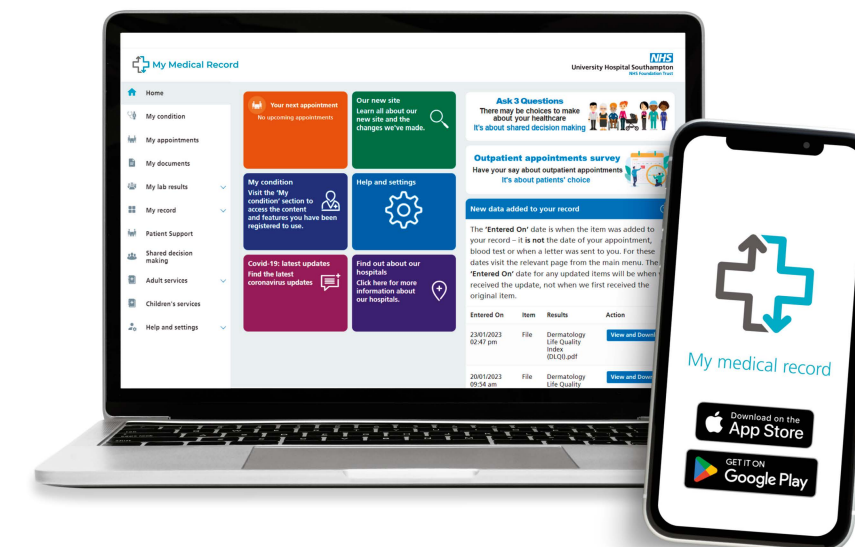 My Medical Record
NHS
University Hospital Southampton
NHS Foundation Trust
Home
My condition
My appointments
My documents
My lab results
My record
Patient Support
Shared decision
making
Adult services
Children's services
Help and settings
Your next appointment
No upcoming appointments
Our new site
Learn all about our
new site and the
changes we've made.
My condition
Visit the 'My
condition' section to
access the content
and features you have been
registered to use.
Help and settings
Covid-19: latest updates
Find the latest
coronavirus updates
Find out about our
hospitals
Click here for more
information about
our hospitals.
Ask 3 Questions
There may be choices to make
about your healthcare
It's about shared decision making
Outpatient appointments survey
Have your say about outpatient appointments
It's about patients' choice
New data added to your record
The 'Entered On' date is when the item was added to
your record – it is not the date of your appointment,
blood test or when a letter was sent to you. For these
dates visit the relevant page from the main menu. The
'Entered On' date for any updated items will be when
received the update, not when we first received the
original item.
Entered On Item Results Action
23/01/2023 File Dermatology View and Downl
02:47 pm Life Quality
Index
(DLQI).pdf
20/01/2023 File Dermatology View and Down
09:54 am Life Quality
My medical record
Download on the
App Store
GET IT ON
Google Play